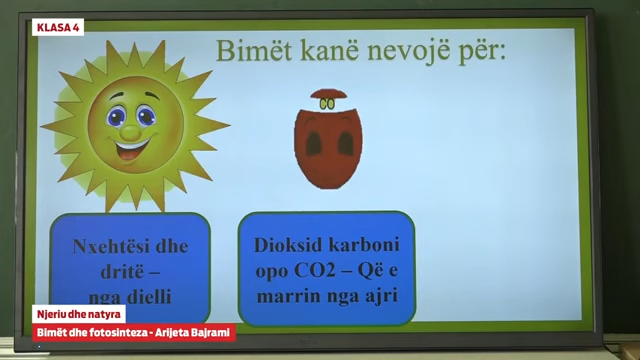 KLASA 4
Bimët kanë nevojë për:
Nxehtësi dhe
dritë –
nga dielli
Dioksid karboni
opo CO2 – Që e
marrin nga ajri
Njeriu dhe natyra
Bimët dhe fotosinteza - Arijeta Bajrami